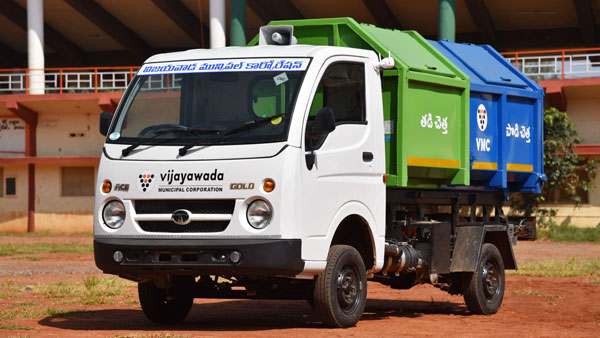 విజయవాడ మునిసిపల్ కార్పోరేషన్
ACE
vijayawada
MUNICIPAL CORPORATION
GOLD
తడి చెత్త
VMC
పొడి చెత్త